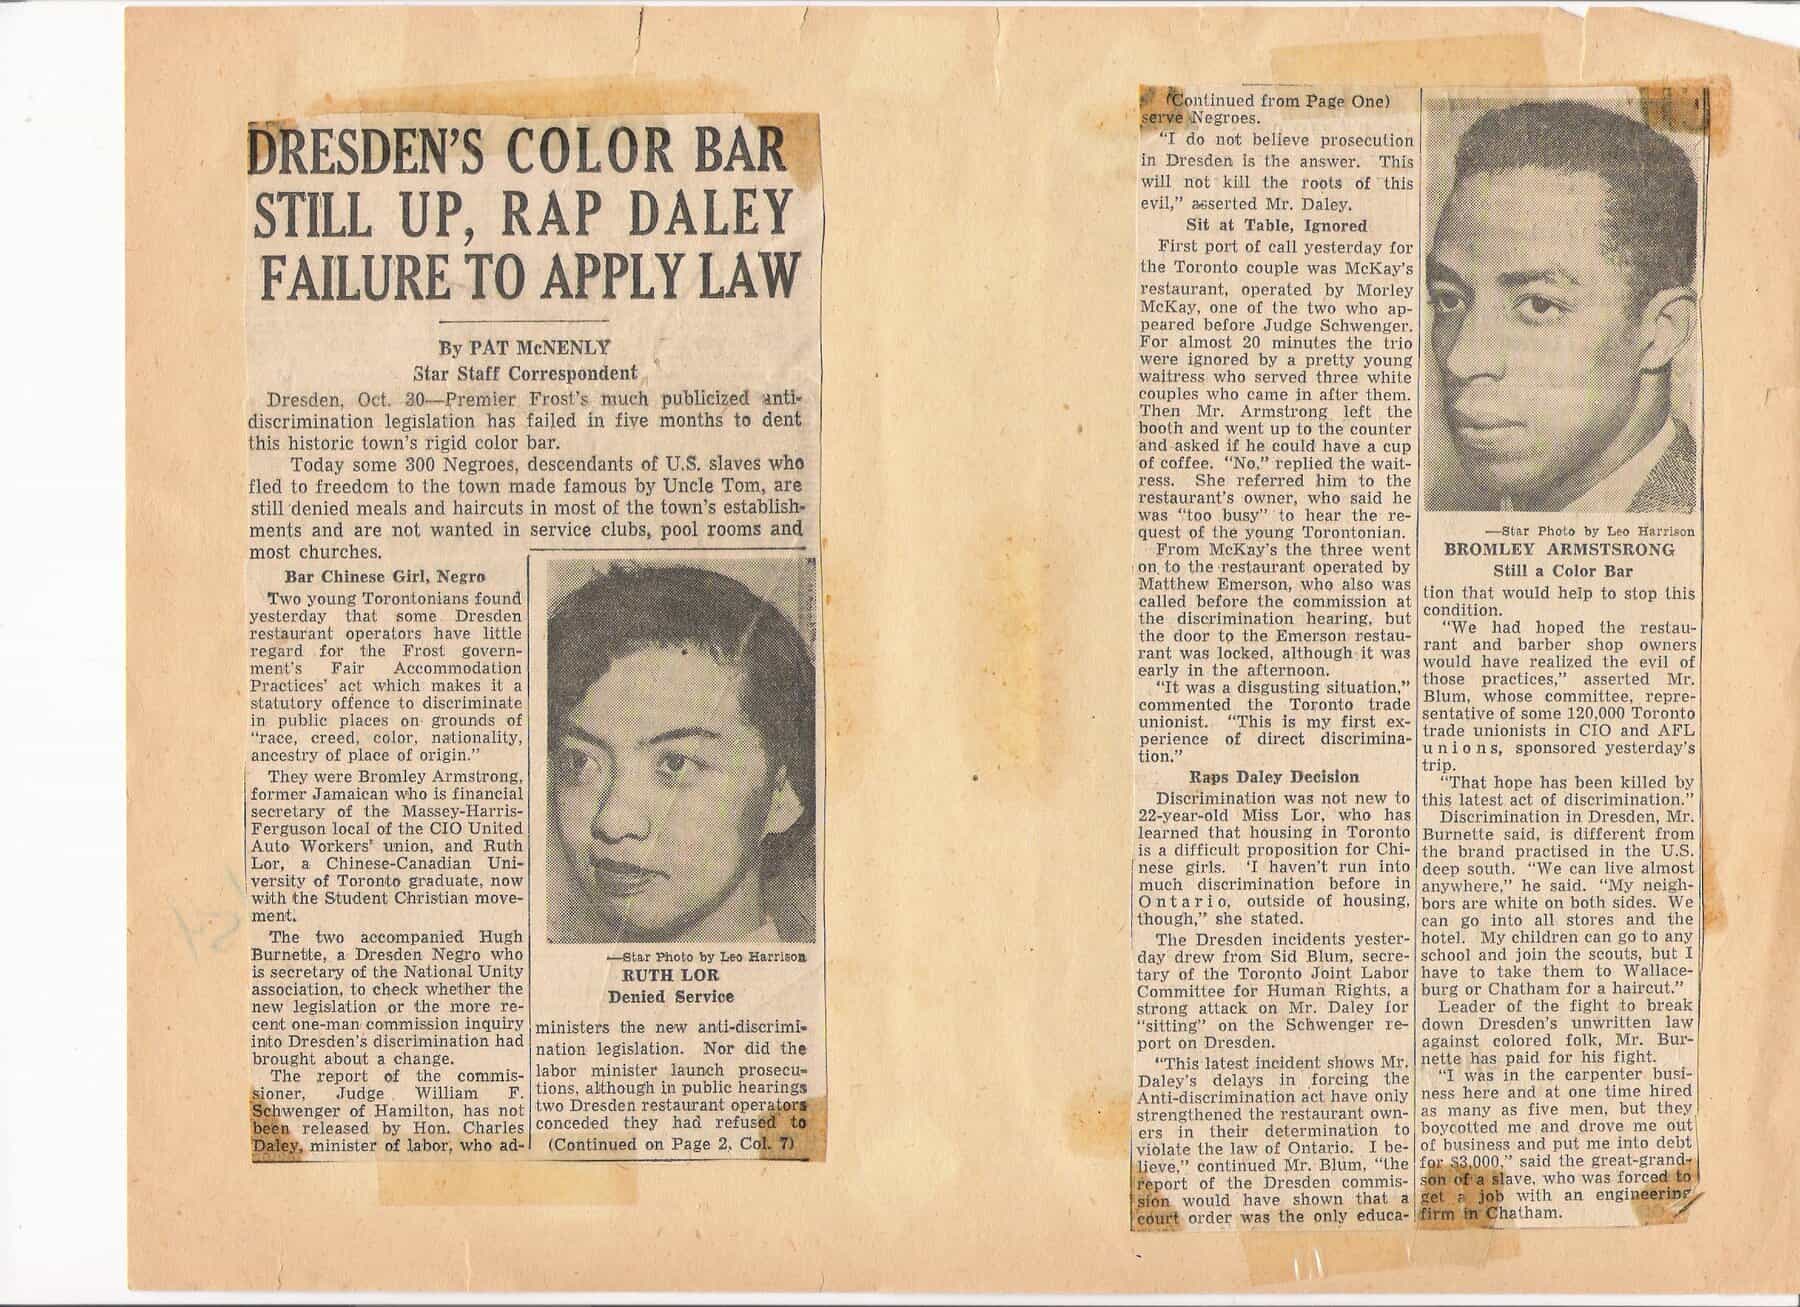 DRESDEN'S COLOR BAR
STILL UP, RAP DALEY
FAILURE TO APPLY LAW
By PAT McNENLY
Star Staff Correspondent
Dresden, Oct. 30—Premier Frost's much publicized anti-
discrimination legislation has failed in five months to dent
this historic town's rigid color bar.
Today some 300 Negroes, descendants of U.S. slaves who
fled to freedom to the town made famous by Uncle Tom, are
still denied meals and haircuts in most of the town's establish-
ments and are not wanted in service clubs, pool rooms and
most churches.
Bar Chinese Girl, Negro
Two young Torontonians found
yesterday that some Dresden
restaurant operators have little
regard for the Frost govern-
ment's Fair Accommodation
Practices' act which makes it a
statutory offence to discriminate
in public places on grounds of
"race, creed, color, nationality,
ancestry of place of origin."
They were Bromley Armstrong,
former Jamaican who is financial
secretary of the Massey-Harris-
Ferguson local of the CIO United
Auto Workers' union, and Ruth
Lor, a Chinese-Canadian Uni-
versity of Toronto graduate, now
with the Student Christian move-
ment.
The two accompanied Hugh
Burnette, a Dresden Negro who
is secretary of the National Unity
association, to check whether the
new legislation or the more re-
cent one-man commission inquiry
into Dresden's discrimination had
brought about a change.
The report of the commis-
sioner, Judge William F.
Schwenger of Hamilton, has not
been released by Hon. Charles
Daley, minister of labor, who ad-
—Star Photo by Leo Harrison
RUTH LOR
Denied Service
ministers the new anti-discrimi-
nation legislation. Nor did the
labor minister launch prosecu-
tions, although in public hearings
two Dresden restaurant operators
conceded they had refused to
(Continued on Page 2, Col. 7)
(Continued from Page One)
serve Negroes.
"I do not believe prosecution
in Dresden is the answer. This
will not kill the roots of this
evil," asserted Mr. Daley.
Sit at Table, Ignored
First port of call yesterday for
the Toronto couple was McKay's
restaurant, operated by Morley
McKay, one of the two who ap-
peared before Judge Schwenger.
For almost 20 minutes the trio
were ignored by a pretty young
waitress who served three white
couples who came in after them.
Then Mr. Armstrong left the
booth and went up to the counter
and asked if he could have a cup
of coffee. "No," replied the wait-
ress. She referred him to the
restaurant's owner, who said he
was "too busy" to hear the re-
quest of the young Torontonian.
From McKay's the three went
on to the restaurant operated by
Matthew Emerson, who also was
called before the commission at
the discrimination hearing, but
the door to the Emerson restau-
rant was locked, although it was
early in the afternoon.
"It was a disgusting situation,"
commented the Toronto trade
unionist. "This is my first ex-
perience of direct discrimina-
tion."
Raps Daley Decision
Discrimination was not new to
22-year-old Miss Lor, who has
learned that housing in Toronto
is a difficult proposition for Chi-
nese girls. 'I haven't run into
much discrimination before in
Ontario, outside of housing,
though," she stated.
The Dresden incidents yester-
day drew from Sid Blum, secre-
tary of the Toronto Joint Labor
Committee for Human Rights, a
strong attack on Mr. Daley for
"sitting" on the Schwenger re-
port on Dresden.
"This latest incident shows Mr.
Daley's delays in forcing the
Anti-discrimination act have only
strengthened the restaurant own-
ers in their determination to
violate the law of Ontario. I be-
lieve," continued Mr. Blum, "the
report of the Dresden commis-
sion would have shown that a
court order was the only educa-
—Star Photo by Leo Harrison
BROMLEY ARMSTSRONG
Still a Color Bar
tion that would help to stop this
condition.
"We had hoped the restau-
rant and barber shop owners
would have realized the evil of
those practices," asserted Mr.
Blum, whose committee, repre-
sentative of some 120,000 Toronto
trade unionists in CIO and AFL
unions, sponsored yesterday's
trip.
"That hope has been killed by
this latest act of discrimination."
Discrimination in Dresden, Mr.
Burnette said, is different from
the brand practised in the U.S.
deep south. "We can live almost
anywhere," he said. "My neigh-
bors are white on both sides. We
can go into all stores and the
hotel. My children can go to any
school and join the scouts, but I
have to take them to Wallace-
burg or Chatham for a haircut."
Leader of the fight to break
down Dresden's unwritten law
against colored folk, Mr. Bur-
nette has paid for his fight.
"I was in the carpenter busi-
ness here and at one time hired
as many as five men, but they
boycotted me and drove me out
of business and put me into debt
for $3,000," said the great-grand-
son of a slave, who was forced to
get a job with an engineering
firm in Chatham.